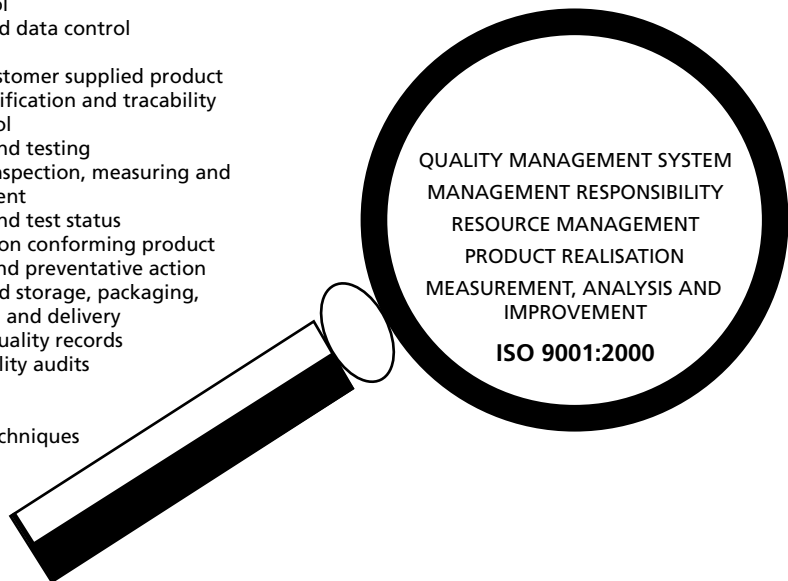 ol
d data control
stomer supplied product
ification and tracability
ol
nd testing
nspection, measuring and
ent
nd test status
on conforming product
nd preventative action
d storage, packaging,
and delivery
uality records
lity audits
chniques
QUALITY MANAGEMENT SYSTEM
MANAGEMENT RESPONSIBILITY
RESOURCE MANAGEMENT
PRODUCT REALISATION
MEASUREMENT, ANALYSIS AND
IMPROVEMENT
ISO 9001:2000